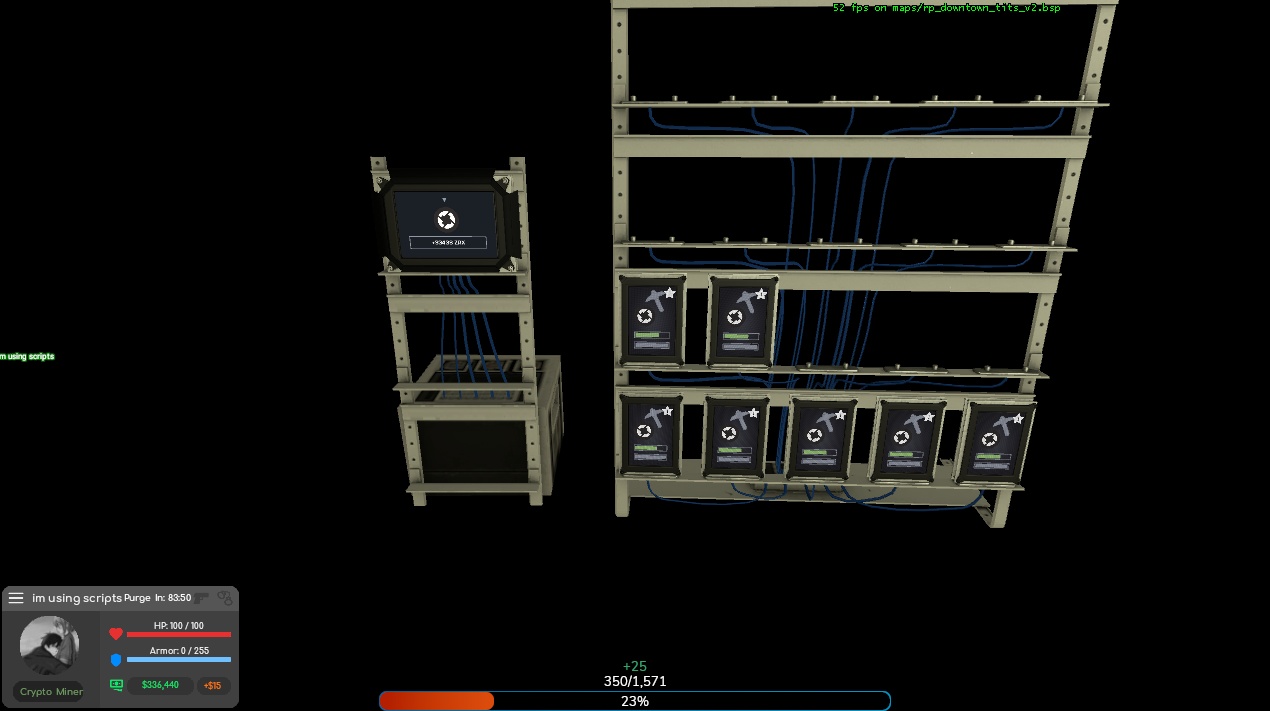 52 fps on maps/rp_downtown_tits_v2.bsp
m using scripts
im using scripts Purge In: 83:50
HP: 100 / 100
Armor: 0 / 255
Crypto Miner
$336,440
+$15
+25
350/1,571
23%